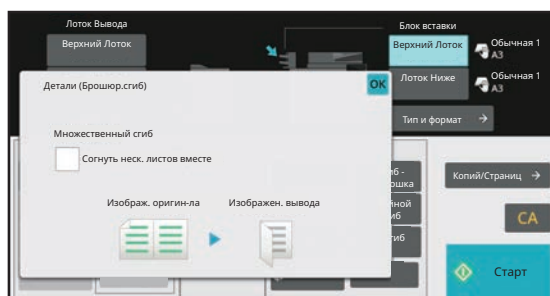 Лоток Вывода
Верхний Лоток
Блок вставки
Верхний Лоток
Обычная 1
A3
Лоток Ниже
Обычная 1
A3
Тип и формат
Детали (Брошюр.сгиб)
OK
Множественный сгиб
Согнуть неск. листов вместе
Изображ. оригин-ла
Изображен. вывода
Копий/Страниц
CA
Старт